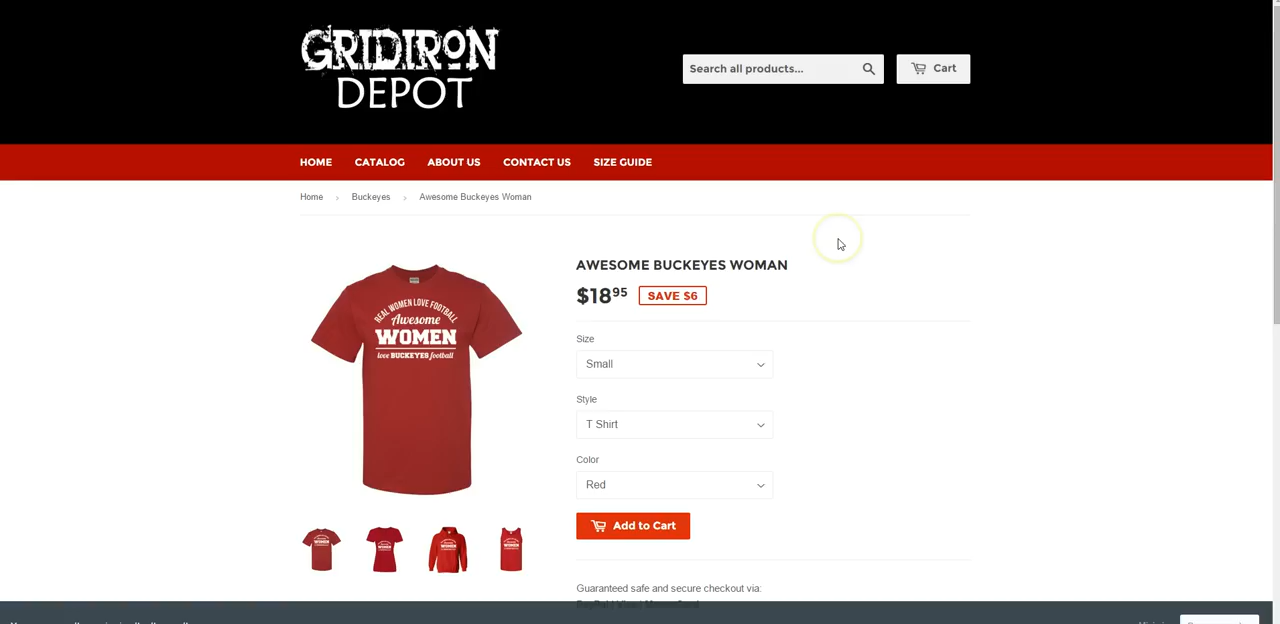 GRIDIRON
DEPOT
Search all products...
Cart
HOME CATALOG ABOUT US CONTACT US SIZE GUIDE
Home › Buckeyes › Awesome Buckeyes Woman
AWESOME BUCKEYES WOMAN
$18 95 SAVE $6
REAL WOMEN LOVE FOOTBALL
Awesome
WOMEN
love BUCKEYES football
Size
Small
Style
T Shirt
Color
Red
Add to Cart
Guaranteed safe and secure checkout via: